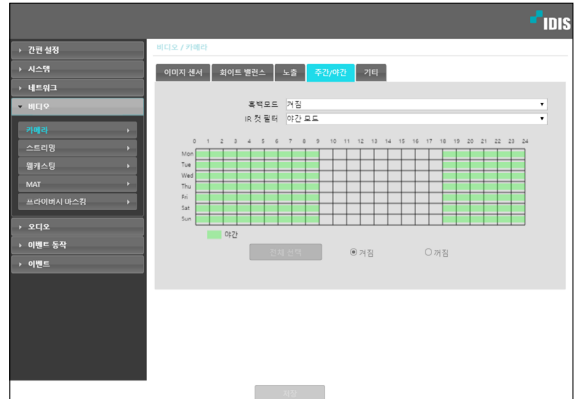 IDIS
간편 설정
시스템
네트워크
비디오
카메라
스트리밍
웹캐스팅
MAT
프라이버시 마스킹
오디오
이벤트 동작
이벤트
비디오 / 카메라
이미지 센서 화이트 밸런스 노출 주간/야간 기타
흑백모드 켜짐
IR 컷 필터 야간 모드
0 1 2 3 4 5 6 7 8 9 10 11 12 13 14 15 16 17 18 19 20 21 22 23 24
Mon
Tue
Wed
Thu
Fri
Sat
Sun
야간
전체 선택 켜짐 꺼짐
저장